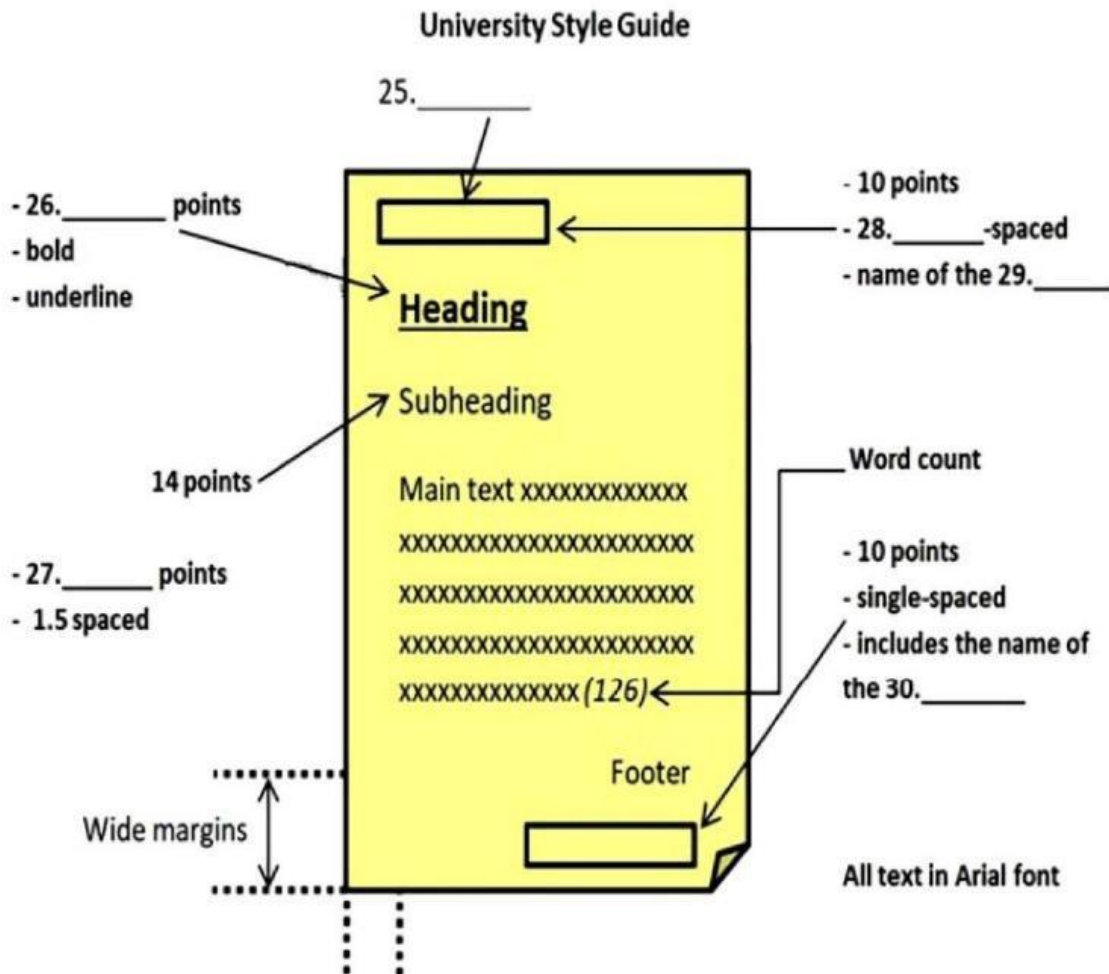 University Style Guide
25.________
- 26.________ points
- bold
- underline
- 10 points
- 28.______-spaced
- name of the 29.______
Heading
Subheading
14 points
Word count
Main text xxxxxxxxxxxxx
xxxxxxxxxxxxxxxxxxxxxxx
xxxxxxxxxxxxxxxxxxxxxxx
xxxxxxxxxxxxxxxxxxxxxxx
xxxxxxxxxxxxxx (126)
- 27.______ points
- 1.5 spaced
- 10 points
- single-spaced
- includes the name of
the 30.________
Footer
Wide margins
All text in Arial font